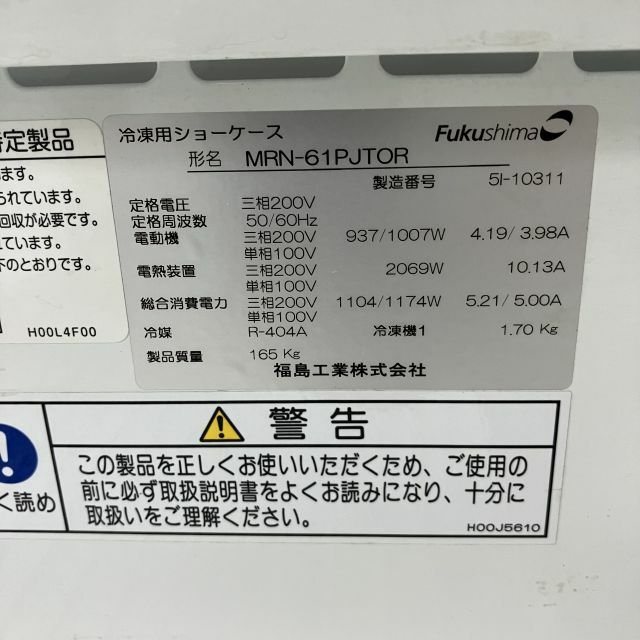 特定製品
ます。
られています。
回収が必要です。
れています。
下のとおりです。
H00L4F00
冷凍用ショーケース Fukushima
形名 MRN-61PJTOR
製造番号 5I-10311
定格電圧 三相200V
定格周波数 50/60Hz
電動機 三相200V 937/1007W 4.19/3.98A
単相100V
電熱装置 三相200V 2069W 10.13A
単相100V
総合消費電力 三相200V 1104/1174W 5.21/5.00A
単相100V
冷媒 R-404A 冷凍機1 1.70 Kg
製品質量 165 Kg
福島工業株式会社
警告
く読め
この製品を正しくお使いいただくため、ご使用の
前に必ず取扱説明書をよくお読みになり、十分に
取扱いをご理解ください。
H00J5610